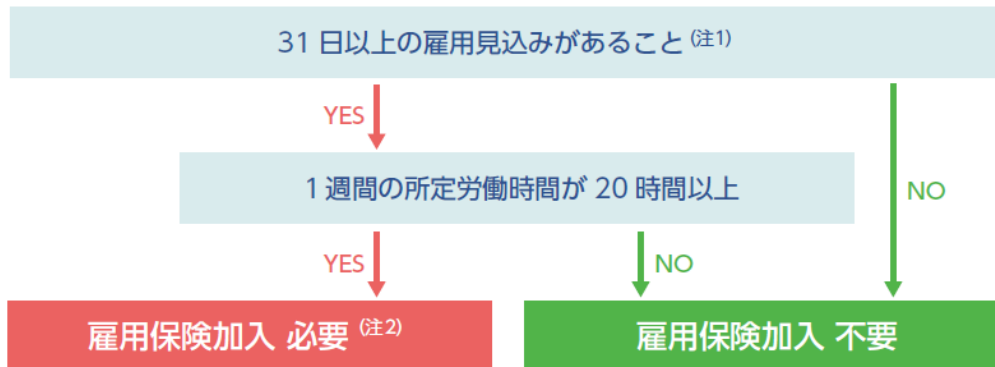 31 日以上の雇用見込みがあること (注1)
YES
1 週間の所定労働時間が 20 時間以上
NO
YES
NO
雇用保険加入 必要 (注2)
雇用保険加入 不要